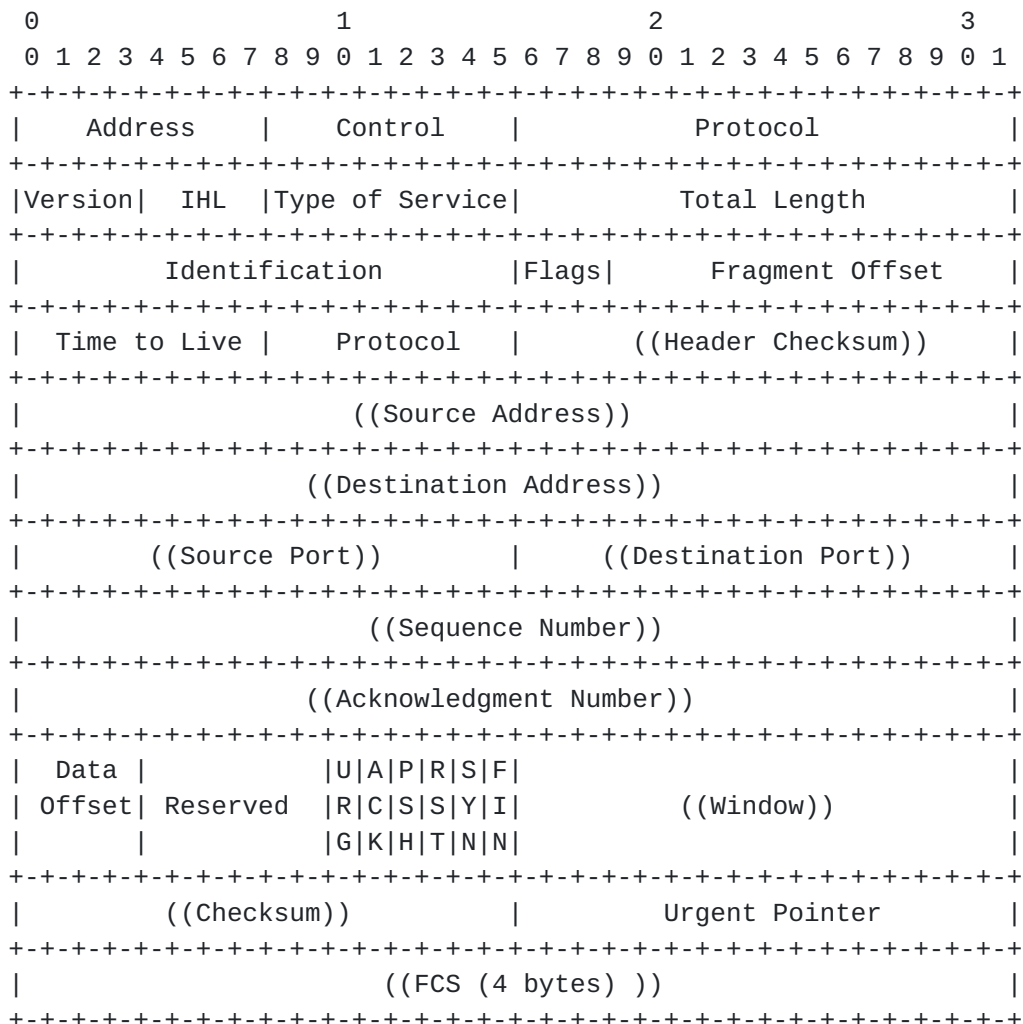 0                   1                   2                   3
 0 1 2 3 4 5 6 7 8 9 0 1 2 3 4 5 6 7 8 9 0 1 2 3 4 5 6 7 8 9 0 1
+-+-+-+-+-+-+-+-+-+-+-+-+-+-+-+-+-+-+-+-+-+-+-+-+-+-+-+-+-+-+-+-+
|    Address    |    Control    |           Protocol            |
+-+-+-+-+-+-+-+-+-+-+-+-+-+-+-+-+-+-+-+-+-+-+-+-+-+-+-+-+-+-+-+-+
|Version|  IHL  |Type of Service|          Total Length         |
+-+-+-+-+-+-+-+-+-+-+-+-+-+-+-+-+-+-+-+-+-+-+-+-+-+-+-+-+-+-+-+-+
|         Identification        |Flags|      Fragment Offset    |
+-+-+-+-+-+-+-+-+-+-+-+-+-+-+-+-+-+-+-+-+-+-+-+-+-+-+-+-+-+-+-+-+
|  Time to Live |    Protocol   |       ((Header Checksum))     |
+-+-+-+-+-+-+-+-+-+-+-+-+-+-+-+-+-+-+-+-+-+-+-+-+-+-+-+-+-+-+-+-+
|                     ((Source Address))                        |
+-+-+-+-+-+-+-+-+-+-+-+-+-+-+-+-+-+-+-+-+-+-+-+-+-+-+-+-+-+-+-+-+
|                  ((Destination Address))                      |
+-+-+-+-+-+-+-+-+-+-+-+-+-+-+-+-+-+-+-+-+-+-+-+-+-+-+-+-+-+-+-+-+
|        ((Source Port))        |     ((Destination Port))      |
+-+-+-+-+-+-+-+-+-+-+-+-+-+-+-+-+-+-+-+-+-+-+-+-+-+-+-+-+-+-+-+-+
|                      ((Sequence Number))                      |
+-+-+-+-+-+-+-+-+-+-+-+-+-+-+-+-+-+-+-+-+-+-+-+-+-+-+-+-+-+-+-+-+
|                  ((Acknowledgment Number))                    |
+-+-+-+-+-+-+-+-+-+-+-+-+-+-+-+-+-+-+-+-+-+-+-+-+-+-+-+-+-+-+-+-+
|  Data |           |U|A|P|R|S|F|                               |
| Offset| Reserved  |R|C|S|S|Y|I|          ((Window))           |
|       |           |G|K|H|T|N|N|                               |
+-+-+-+-+-+-+-+-+-+-+-+-+-+-+-+-+-+-+-+-+-+-+-+-+-+-+-+-+-+-+-+-+
|         ((Checksum))          |         Urgent Pointer        |
+-+-+-+-+-+-+-+-+-+-+-+-+-+-+-+-+-+-+-+-+-+-+-+-+-+-+-+-+-+-+-+-+
|                       ((FCS (4 bytes) ))                      |
+-+-+-+-+-+-+-+-+-+-+-+-+-+-+-+-+-+-+-+-+-+-+-+-+-+-+-+-+-+-+-+-+